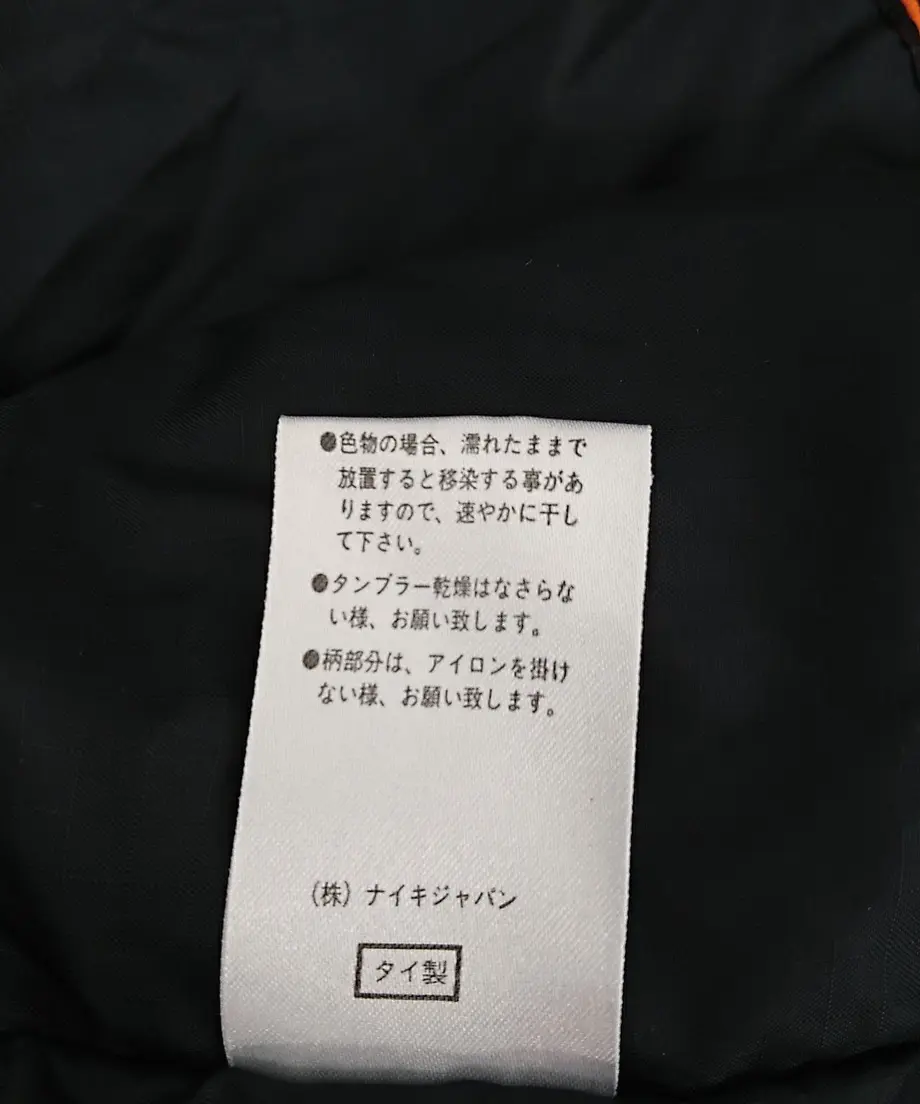 ●色物の場合、濡れたままで
放置すると移染する事があ
りますので、速やかに干し
て下さい。
●タンブラー乾燥はなさらな
い様、お願い致します。
●柄部分は、アイロンを掛け
ない様、お願い致します。
(株) ナイキジャパン
タイ製